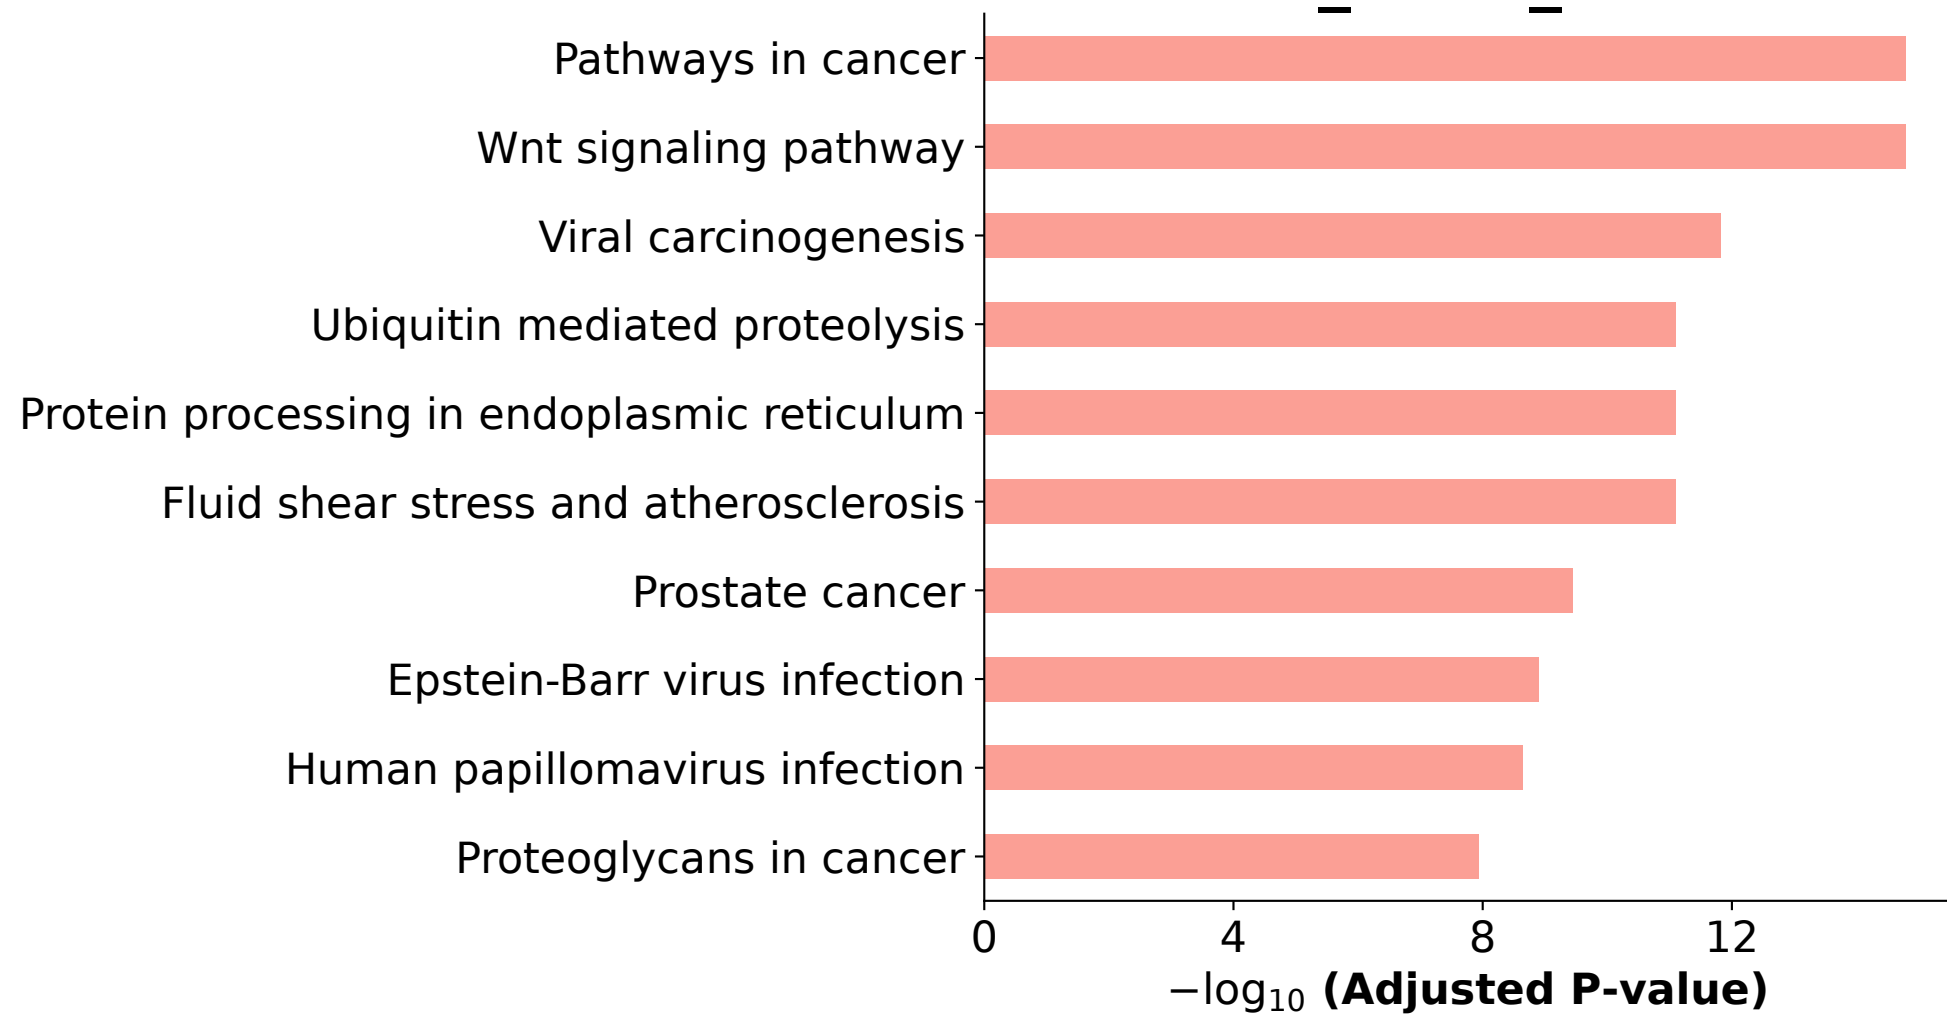 Pathways in cancer
Wnt signaling pathway
Viral carcinogenesis
Ubiquitin mediated proteolysis
Protein processing in endoplasmic reticulum
Fluid shear stress and atherosclerosis
Prostate cancer
Epstein-Barr virus infection
Human papillomavirus infection
Proteoglycans in cancer
0 4 8 12
−log₁₀ (Adjusted P-value)